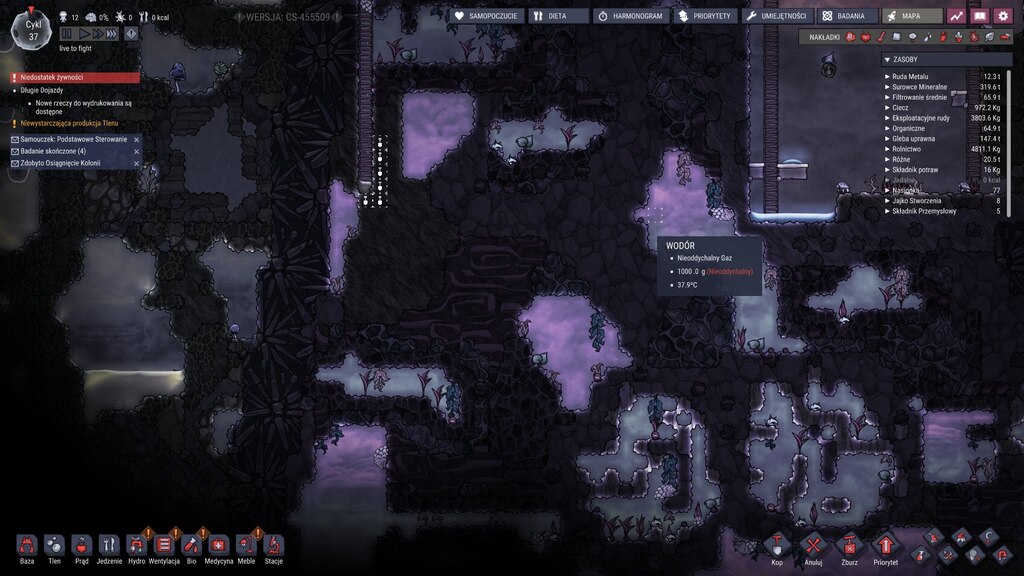 Cykl
37
12
0%
0
0 kcal
live to fight
WERSJA: CS-455509
SAMOPOCZUCIE
DIETA
HARMONOGRAM
PRIORYTETY
UMIEJĘTNOŚCI
BADANIA
MAPA
NAKŁADKI
Niedostatek żywności
Długie Dojazdy
Nowe rzeczy do wydrukowania są
dostępne
Niewystarczająca produkcja Tlenu
Samouczek: Podstawowe Sterowanie
Badanie skończone (4)
Zdobyto Osiągnięcie Kolonii
ZASOBY
Ruda Metalu 12.3 t
Surowce Mineralne 319.6 t
Filtrowanie średnie 65.9 t
Ciecz 972.2 Kg
Eksploatacyjne rudy 3803.6 Kg
Organiczne 64.9 t
Gleba uprawna 147.4 t
Rolnictwo 4811.1 Kg
Różne 20.5 t
Składnik potraw 16 Kg
Jadalny 0 kcal
Nasionka 77
Jajko Stworzenia 8
Składnik Przemysłowy 5
WODÓR
Nieoddychalny Gaz
1000.0 g (Nieoddychalny)
37.9°C
Baza
Tlen
Prąd
Jedzenie
Hydro
Wentylacja
Bio
Medycyna
Meble
Stacje
Kop
Anuluj
Zburz
Priorytet